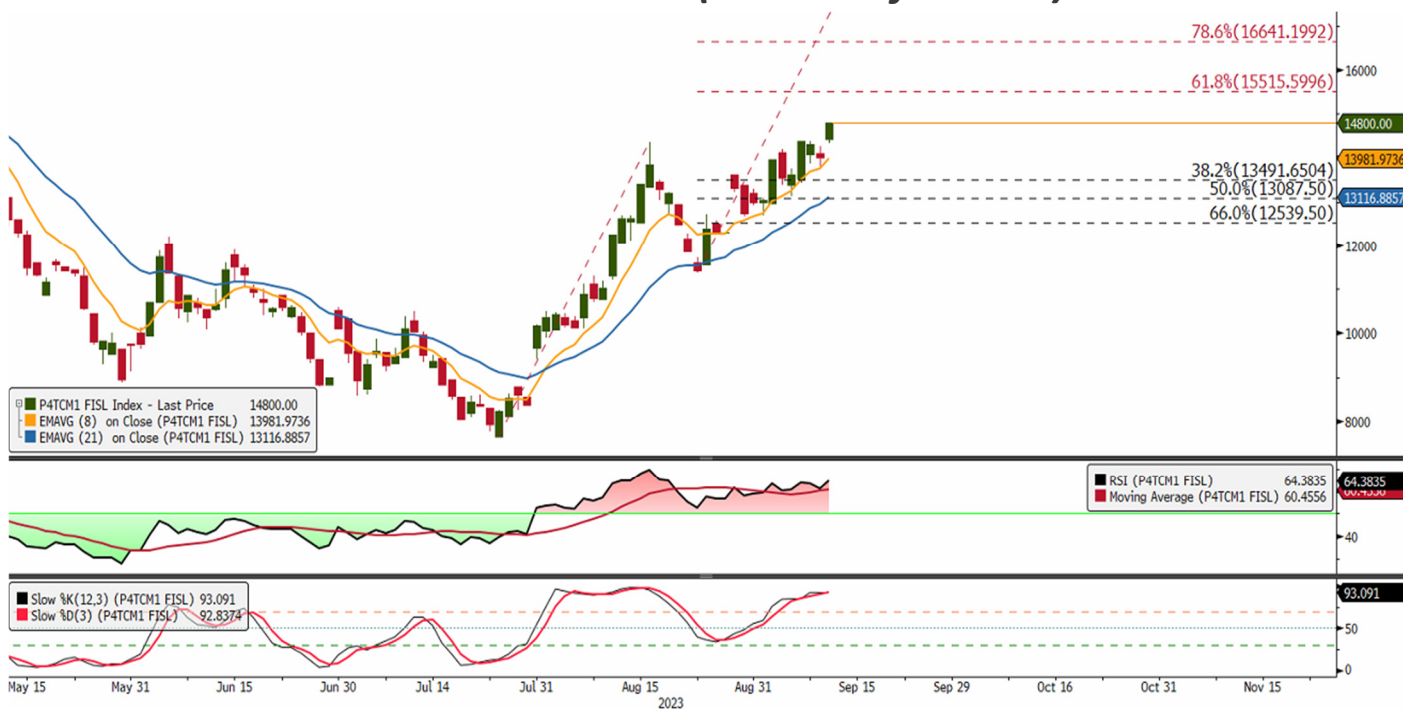 78.6%(16641.1992)
16000
61.8%(15515.5996)
14800.00
13981.9736
38.2%(13491.6504)
50.0%(13087.50)
13116.8857
66.0%(12539.50)
12000
10000
8000
P4TCM1 FISL Index - Last Price 14800.00
EMAVG (8) on Close (P4TCM1 FISL) 13981.9736
EMAVG (21) on Close (P4TCM1 FISL) 13116.8857
RSI (P4TCM1 FISL) 64.3835
Moving Average (P4TCM1 FISL) 60.4556
64.3835
60.4556
40
Slow %K(12,3) (P4TCM1 FISL) 93.091
Slow %D(3) (P4TCM1 FISL) 92.8374
93.091
50
0
May 15 May 31 Jun 15 Jun 30 Jul 14 Jul 31 Aug 15 Aug 31 Sep 15 Sep 29 Oct 16 Oct 31 Nov 15
2023